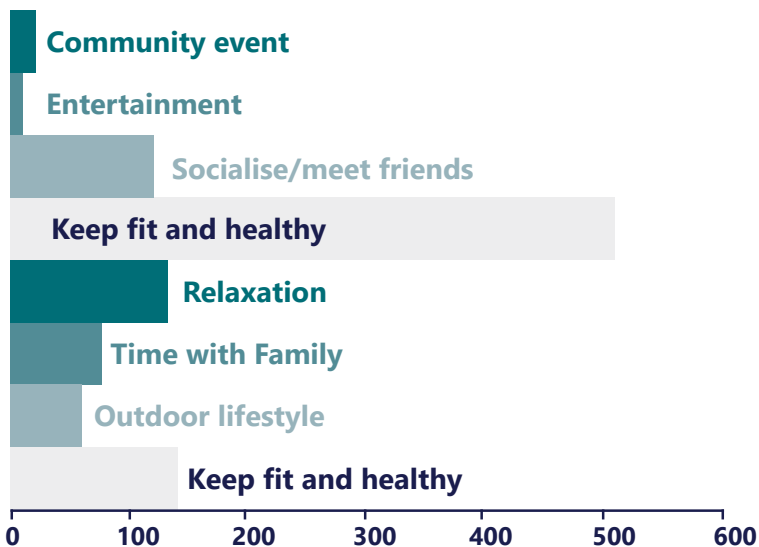 Community event
Entertainment
Socialise/meet friends
Keep fit and healthy
Relaxation
Time with Family
Outdoor lifestyle
Keep fit and healthy
0 100 200 300 400 500 600